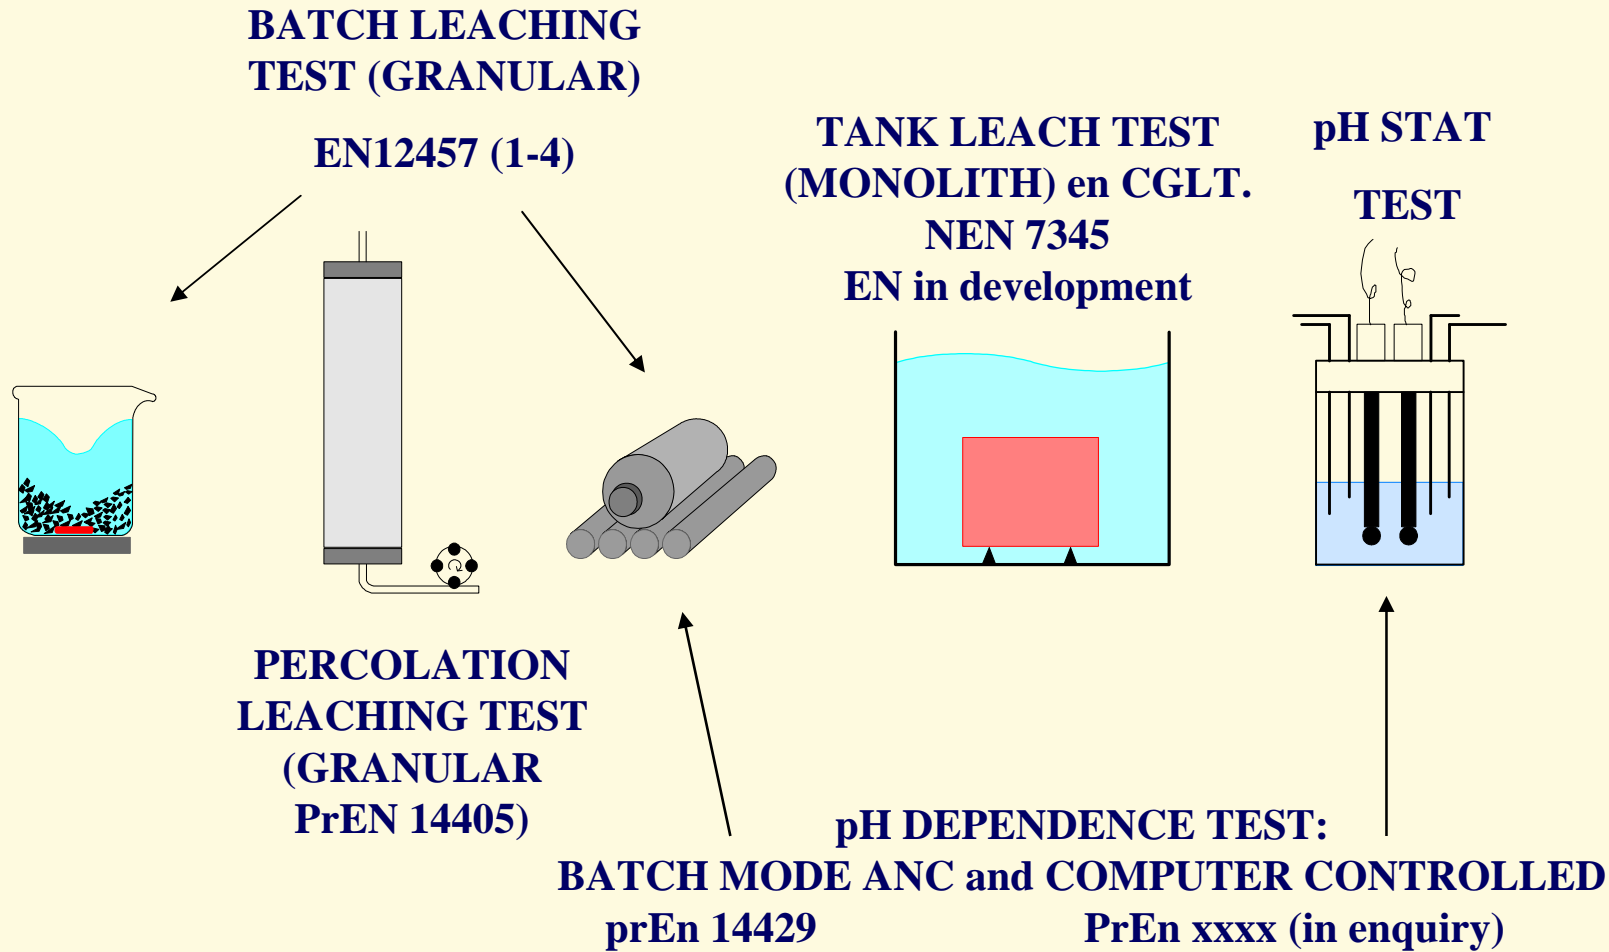 BATCH LEACHING
TEST (GRANULAR)
EN12457 (1-4)
TANK LEACH TEST
(MONOLITH) en CGLT.
NEN 7345
EN in development
pH STAT
TEST
PERCOLATION
LEACHING TEST
(GRANULAR
PrEN 14405)
pH DEPENDENCE TEST:
BATCH MODE ANC and COMPUTER CONTROLLED
prEn 14429 PrEn xxxx (in enquiry)